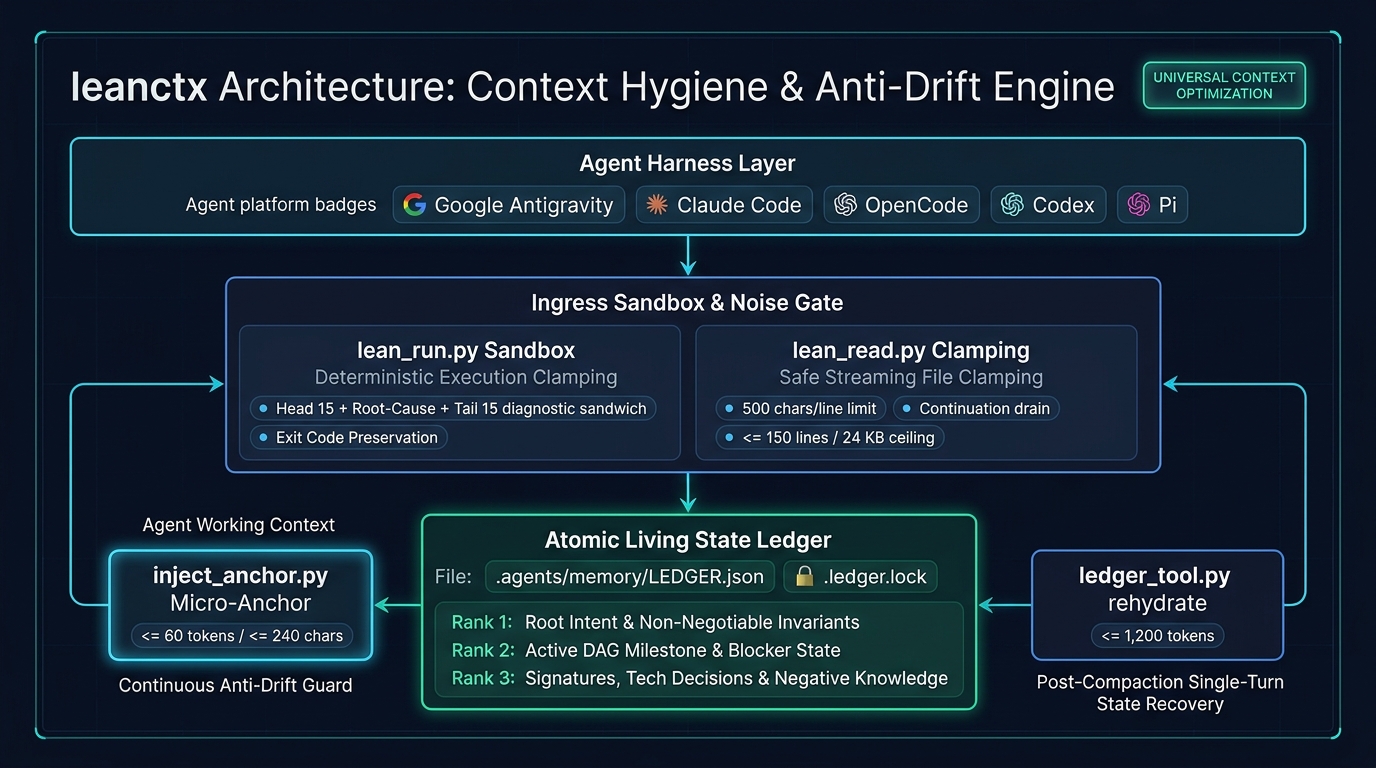 leanctx Architecture: Context Hygiene & Anti-Drift Engine
UNIVERSAL CONTEXT
OPTIMIZATION
Agent Harness Layer
Agent platform badges
Google Antigravity
Claude Code
OpenCode
Codex
Pi
Ingress Sandbox & Noise Gate
lean_run.py Sandbox
Deterministic Execution Clamping
Head 15 + Root-Cause + Tail 15 diagnostic sandwich
Exit Code Preservation
lean_read.py Clamping
Safe Streaming File Clamping
500 chars/line limit
Continuation drain
<= 150 lines / 24 KB ceiling
Agent Working Context
inject_anchor.py
Micro-Anchor
<= 60 tokens / <= 240 chars
Continuous Anti-Drift Guard
Atomic Living State Ledger
File: .agents/memory/LEDGER.json
.ledger.lock
Rank 1: Root Intent & Non-Negotiable Invariants
Rank 2: Active DAG Milestone & Blocker State
Rank 3: Signatures, Tech Decisions & Negative Knowledge
ledger_tool.py
rehydrate
<= 1,200 tokens
Post-Compaction Single-Turn
State Recovery